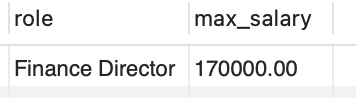 role max_salary
Finance Director 170000.00